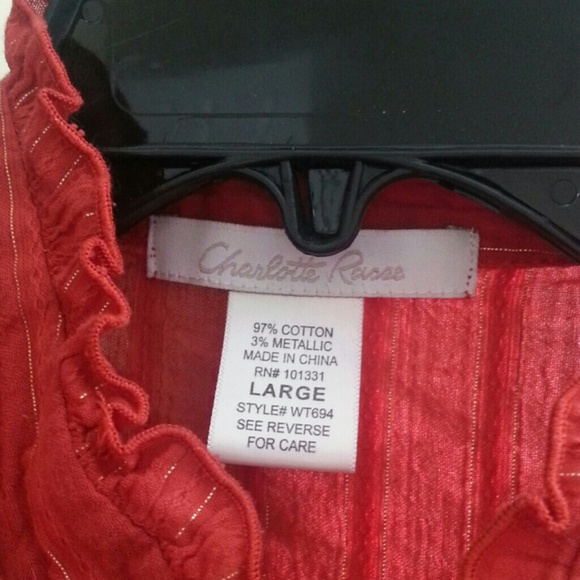 Charlotte Russe
97% COTTON
3% METALLIC
MADE IN CHINA
RN# 101331
LARGE
STYLE# WT694
SEE REVERSE
FOR CARE